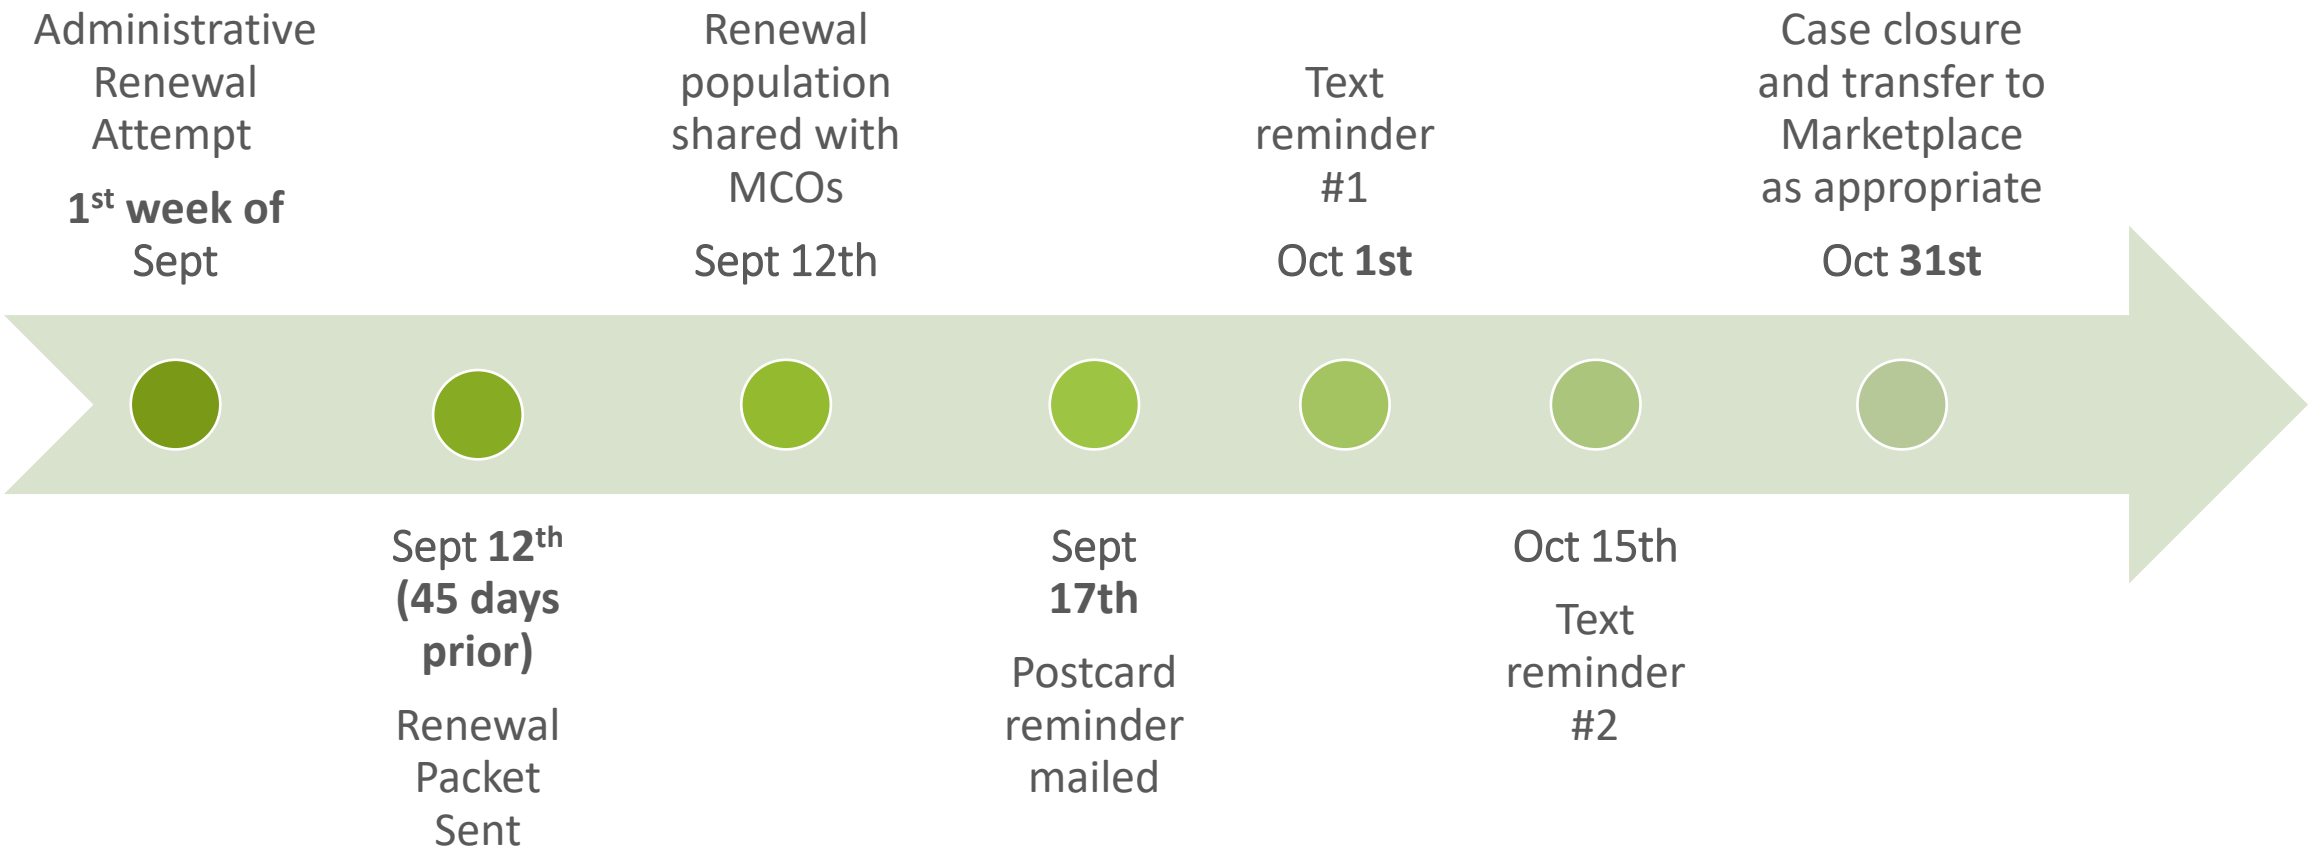 Administrative
Renewal
Attempt
1st week of
Sept
Sept 12th
(45 days
prior)
Renewal
Packet
Sent
Renewal
population
shared with
MCOs
Sept 12th
Sept
17th
Postcard
reminder
mailed
Text
reminder
#1
Oct 1st
Oct 15th
Text
reminder
#2
Case closure
and transfer to
Marketplace
as appropriate
Oct 31st